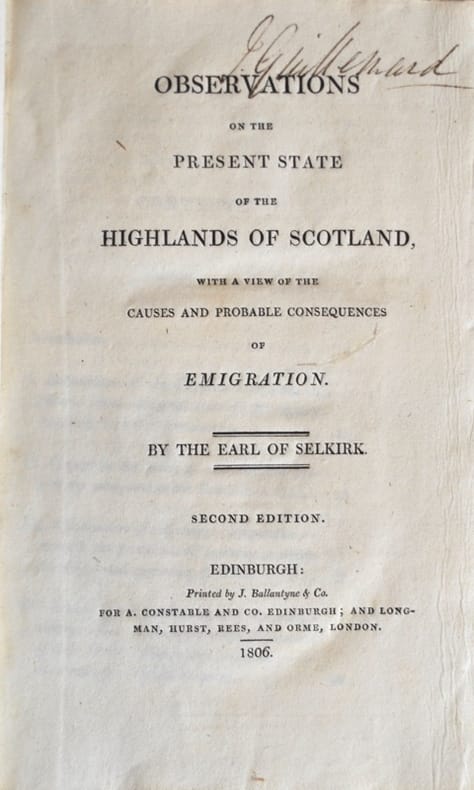 J. Guillemard
OBSERVATIONS
ON THE
PRESENT STATE
OF THE
HIGHLANDS OF SCOTLAND,
WITH A VIEW OF THE
CAUSES AND PROBABLE CONSEQUENCES
OF
EMIGRATION.
BY THE EARL OF SELKIRK.
SECOND EDITION.
EDINBURGH:
Printed by J. Ballantyne & Co.
FOR A. CONSTABLE AND CO. EDINBURGH; AND LONG-
MAN, HURST, REES, AND ORME, LONDON.
1806.